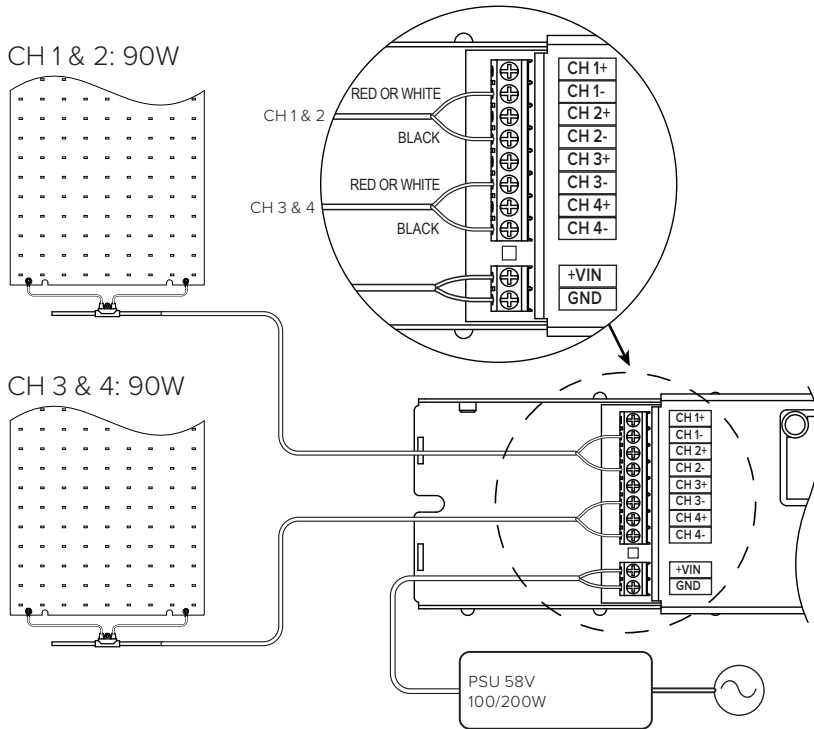 CH 1 & 2: 90W
RED OR WHITE
CH 1 & 2
BLACK
RED OR WHITE
CH 3 & 4
BLACK
CH 1+
CH 1-
CH 2+
CH 2-
CH 3+
CH 3-
CH 4+
CH 4-
+VIN
GND
CH 3 & 4: 90W
CH 1+
CH 1-
CH 2+
CH 2-
CH 3+
CH 3-
CH 4+
CH 4-
+VIN
GND
PSU 58V
100/200W